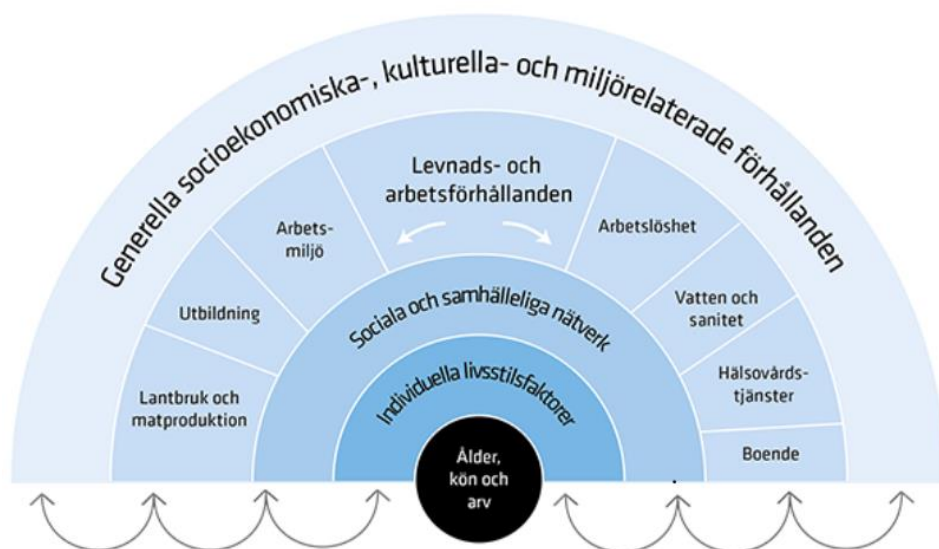 Generella socioekonomiska-, kulturella- och miljörelaterade förhållanden
Levnads- och
arbetsförhållanden
Arbets-
miljö
Arbetslöshet
Utbildning
Vatten och
sanitet
Lantbruk och
matproduktion
Hälsovårds-
tjänster
Boende
Sociala och samhälleliga nätverk
Individuella livsstilsfaktorer
Ålder,
kön och
arv